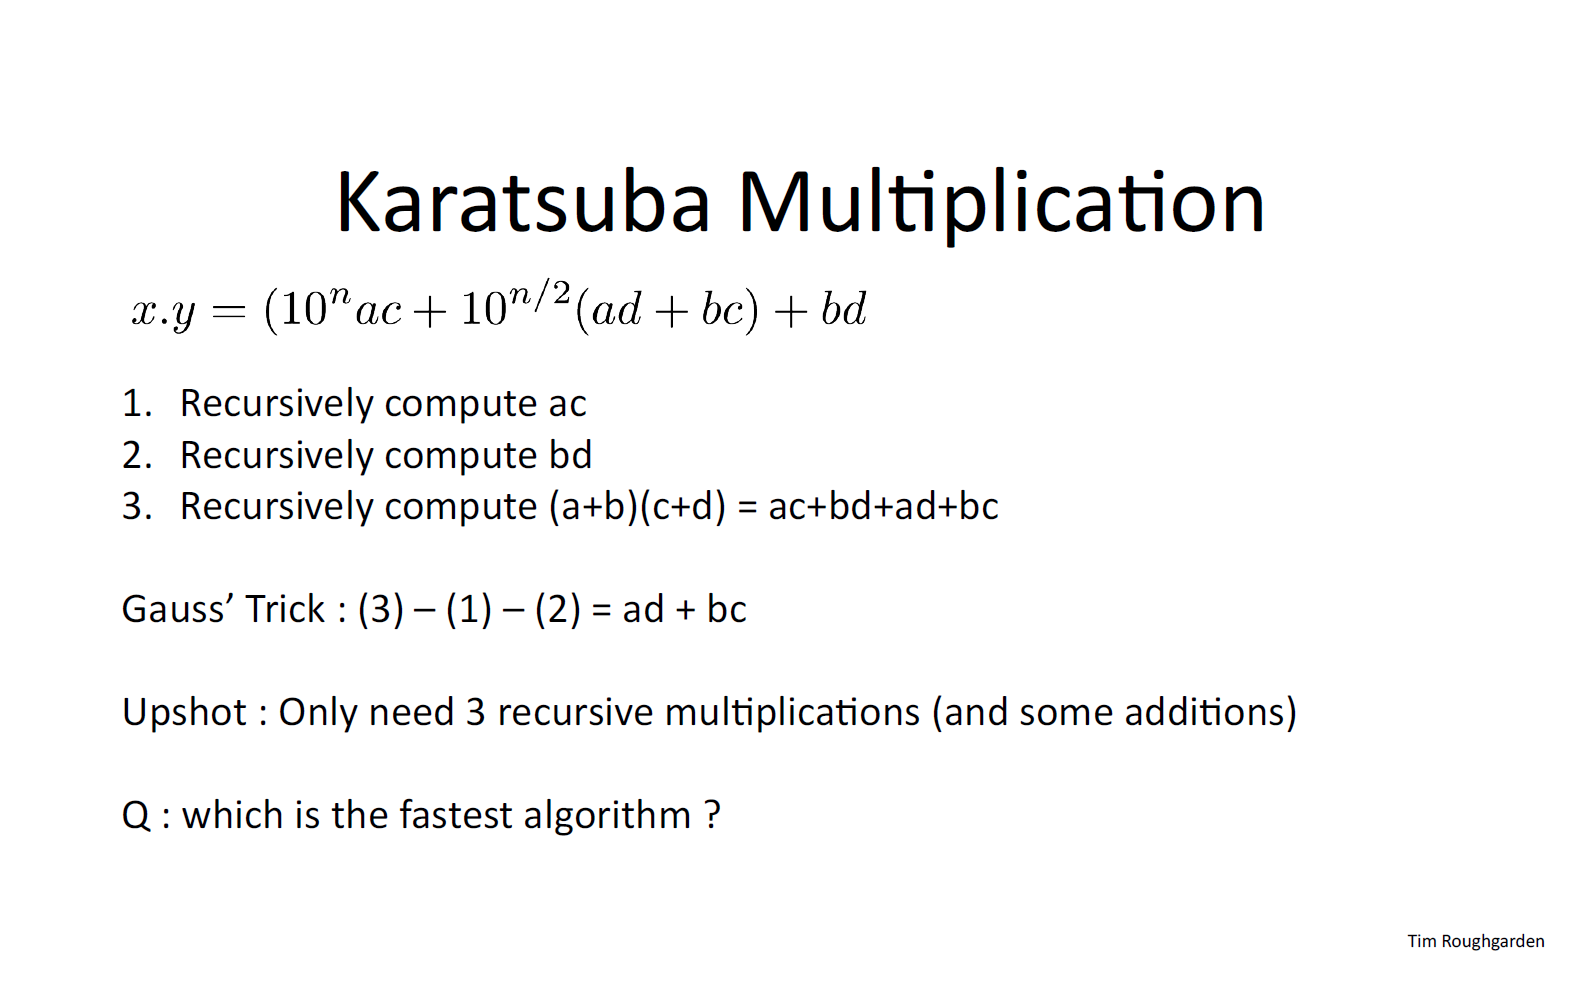 Karatsuba Multiplication
x.y = (10^n ac + 10^{n/2}(ad + bc) + bd
1. Recursively compute ac
2. Recursively compute bd
3. Recursively compute (a+b)(c+d) = ac+bd+ad+bc
Gauss’ Trick : (3) – (1) – (2) = ad + bc
Upshot : Only need 3 recursive multiplications (and some additions)
Q : which is the fastest algorithm ?
Tim Roughgarden